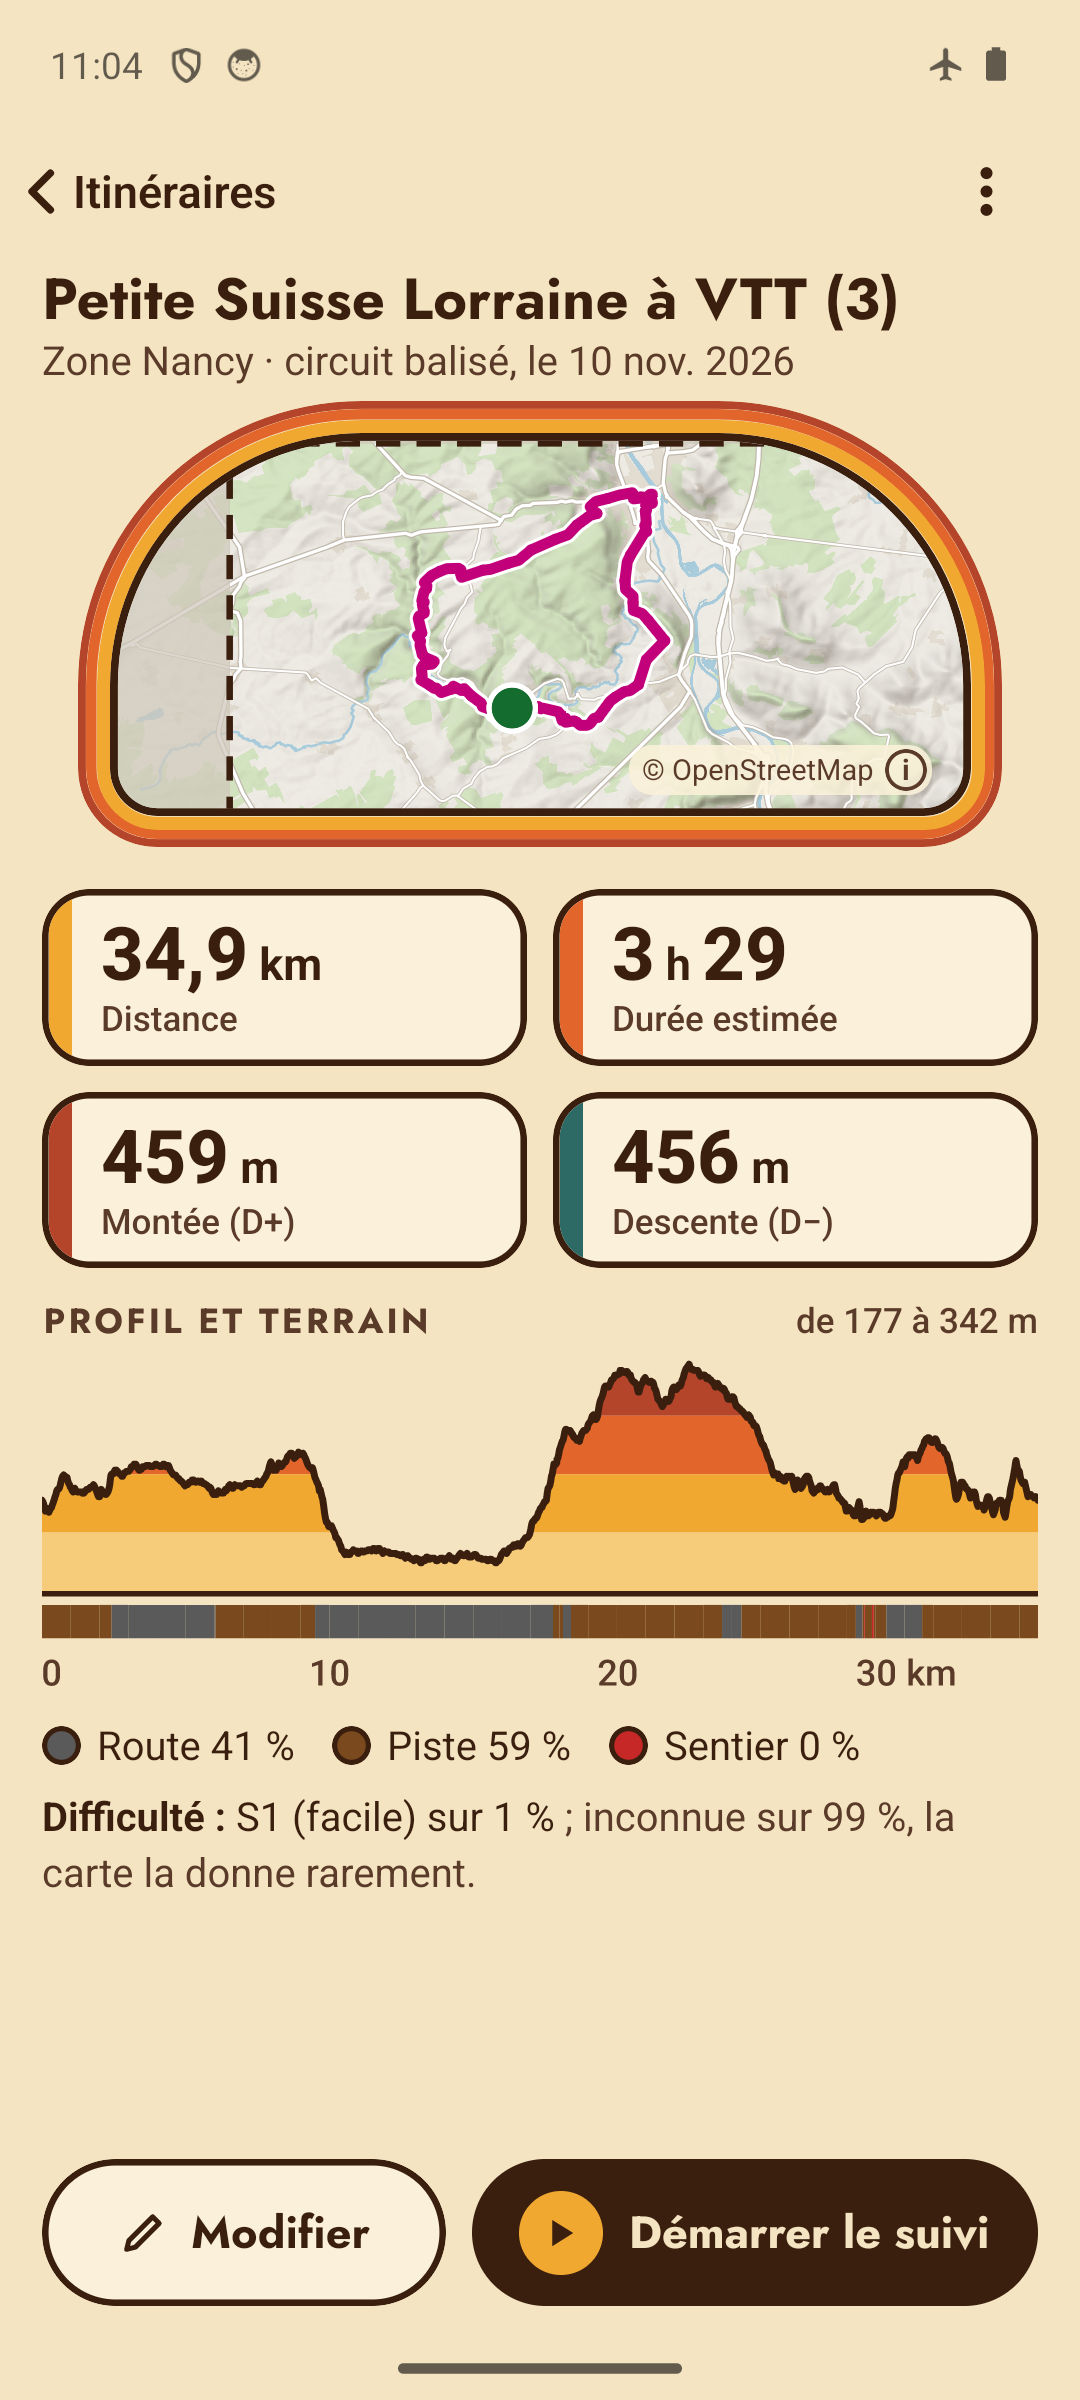 11:04
Itinéraires
Petite Suisse Lorraine à VTT (3)
Zone Nancy · circuit balisé, le 10 nov. 2026
© OpenStreetMap i
34,9 km
Distance
3 h 29
Durée estimée
459 m
Montée (D+)
456 m
Descente (D−)
PROFIL ET TERRAIN
de 177 à 342 m
0 10 20 30 km
Route 41 % Piste 59 % Sentier 0 %
Difficulté : S1 (facile) sur 1 % ; inconnue sur 99 %, la
carte la donne rarement.
Modifier
Démarrer le suivi